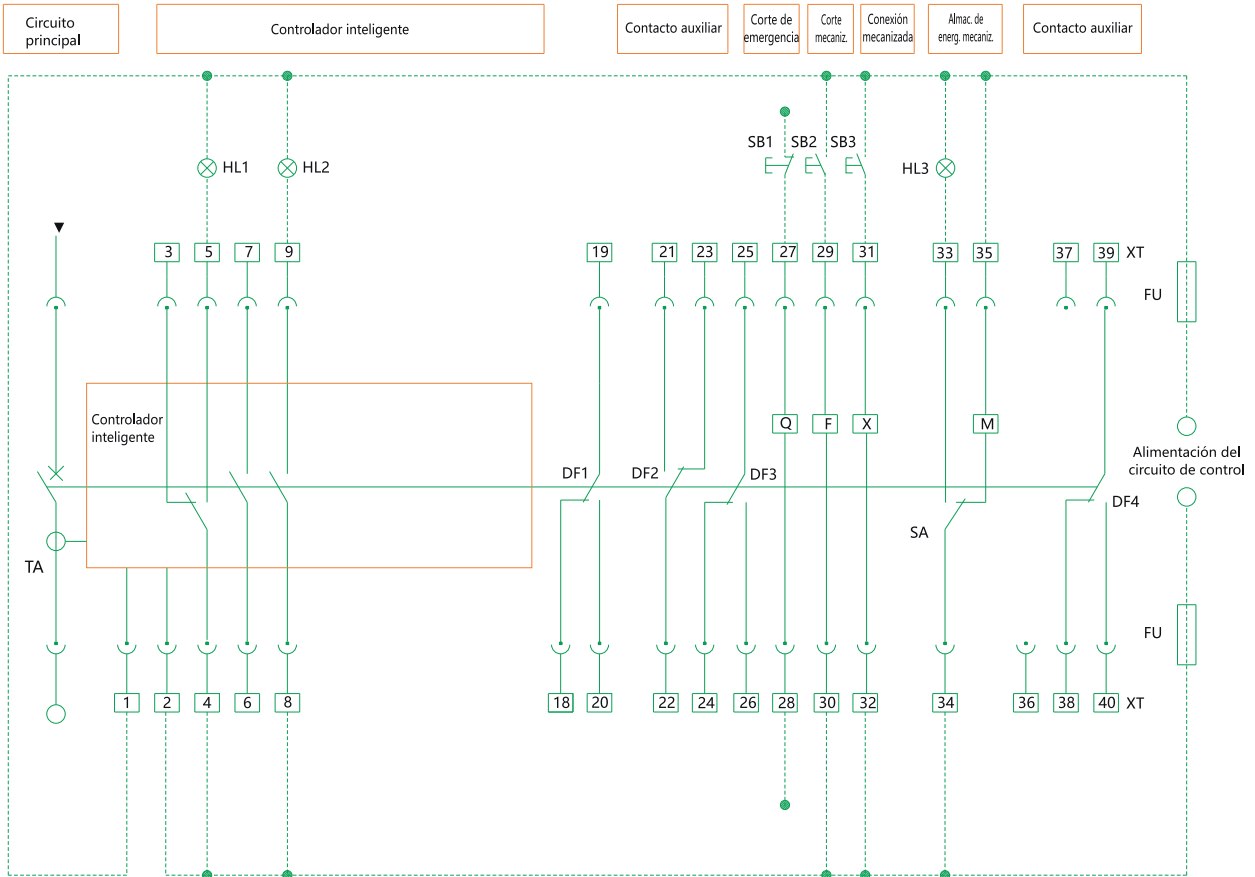 Circuito
principal
Controlador inteligente
Contacto auxiliar
Corte de
emergencia
Corte
mecaniz.
Conexión
mecanizada
Almac. de
energ. mecaniz.
Contacto auxiliar
SB1
SB2
SB3
HL1
HL2
HL3
3
5
7
9
19
21
23
25
27
29
31
33
35
37
39
XT
FU
Controlador
inteligente
Q
F
X
M
Alimentación del
circuito de control
DF1
DF2
DF3
DF4
SA
TA
FU
1
2
4
6
8
18
20
22
24
26
28
30
32
34
36
38
40
XT